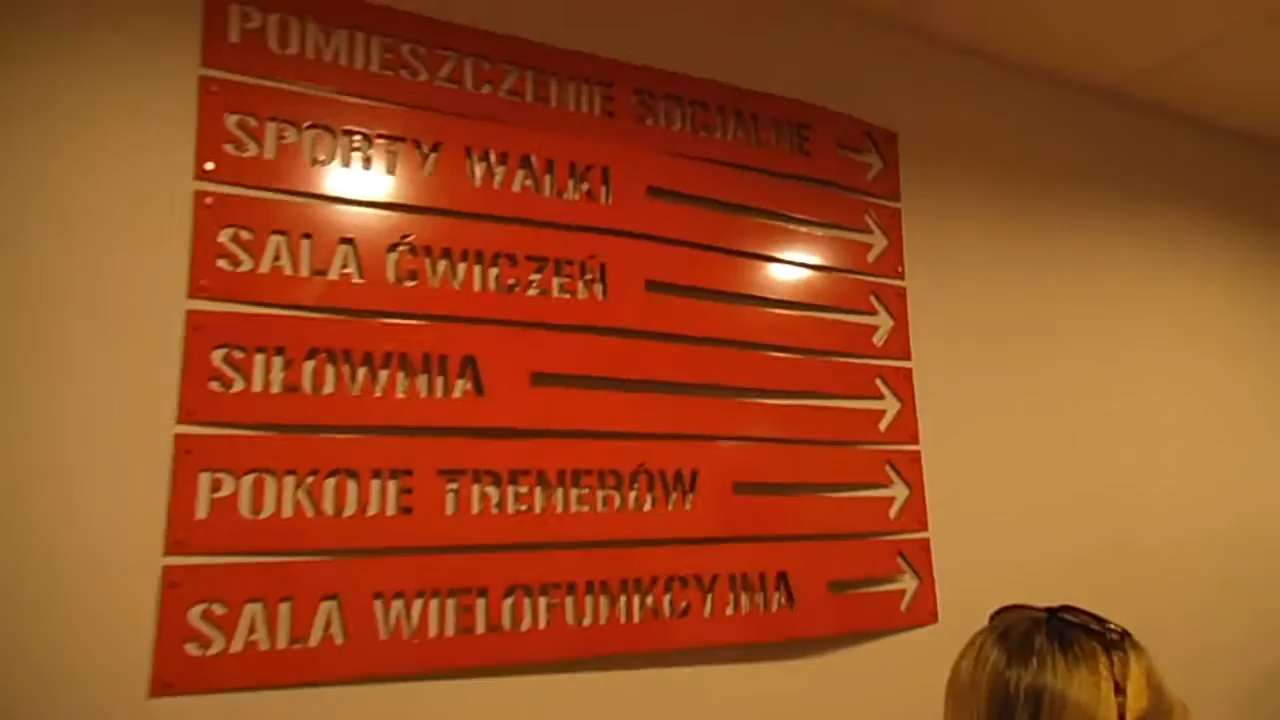 POMIESZCZENIE SOCJALNE
SPORTY WALKI
SALA ĆWICZEŃ
SIŁOWNIA
POKOJE TRENERÓW
SALA WIELOFUNKCYJNA